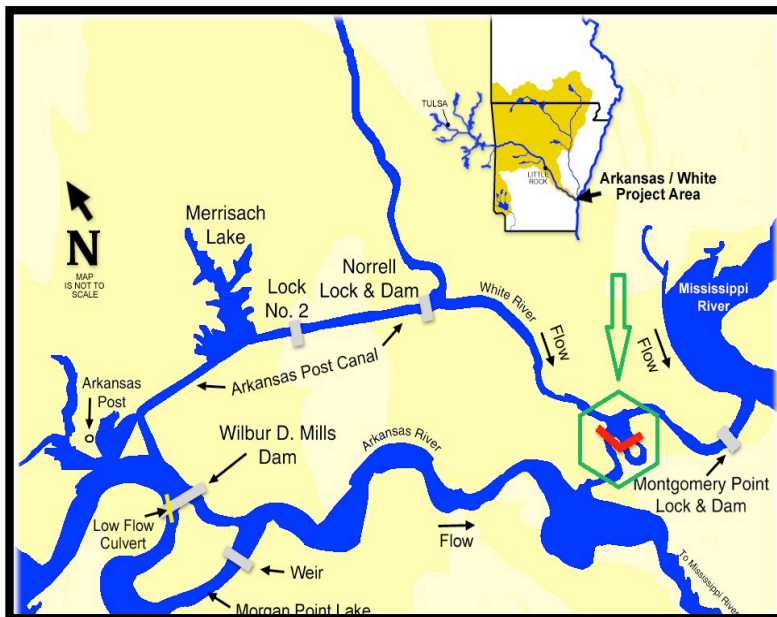 TULSA
LITTLE
ROCK
Arkansas / White
Project Area
N
MAP
IS NOT TO
SCALE
Merrisach
Lake
Lock
No. 2
Norrell
Lock & Dam
White River
Flow
Flow
Mississippi
River
Arkansas Post Canal
Arkansas
Post
Wilbur D. Mills
Dam
Arkansas River
Montgomery Point
Lock & Dam
Low Flow
Culvert
Flow
Weir
To Mississippi River
Morgan Point Lake